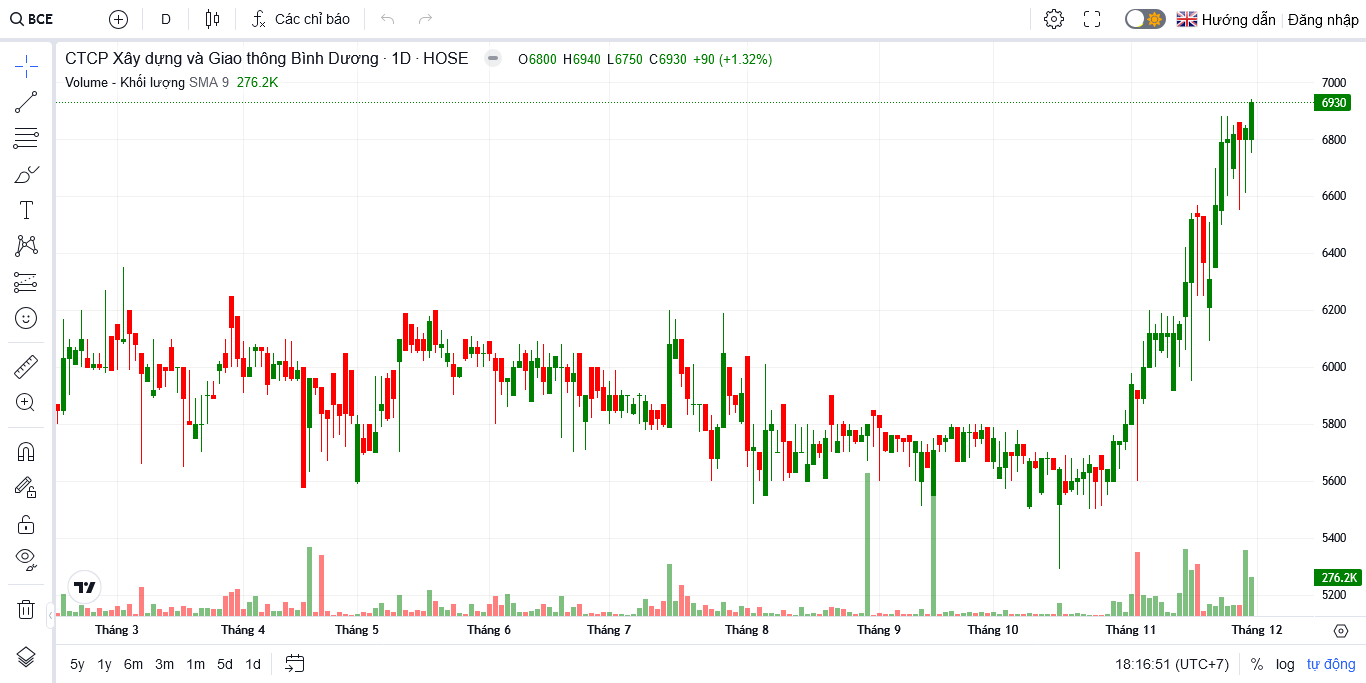 BCE D Các chỉ báo Hướng dẫn Đăng nhập
CTCP Xây dựng và Giao thông Bình Dương · 1D · HOSE O6800 H6940 L6750 C6930 +90 (+1.32%)
Volume - Khối lượng SMA 9 276.2K
7000
6930
6800
6600
6400
6200
6000
5800
5600
5400
276.2K
5200
Tháng 3 Tháng 4 Tháng 5 Tháng 6 Tháng 7 Tháng 8 Tháng 9 Tháng 10 Tháng 11 Tháng 12
5y 1y 6m 3m 1m 5d 1d 18:16:51 (UTC+7) % log tự động